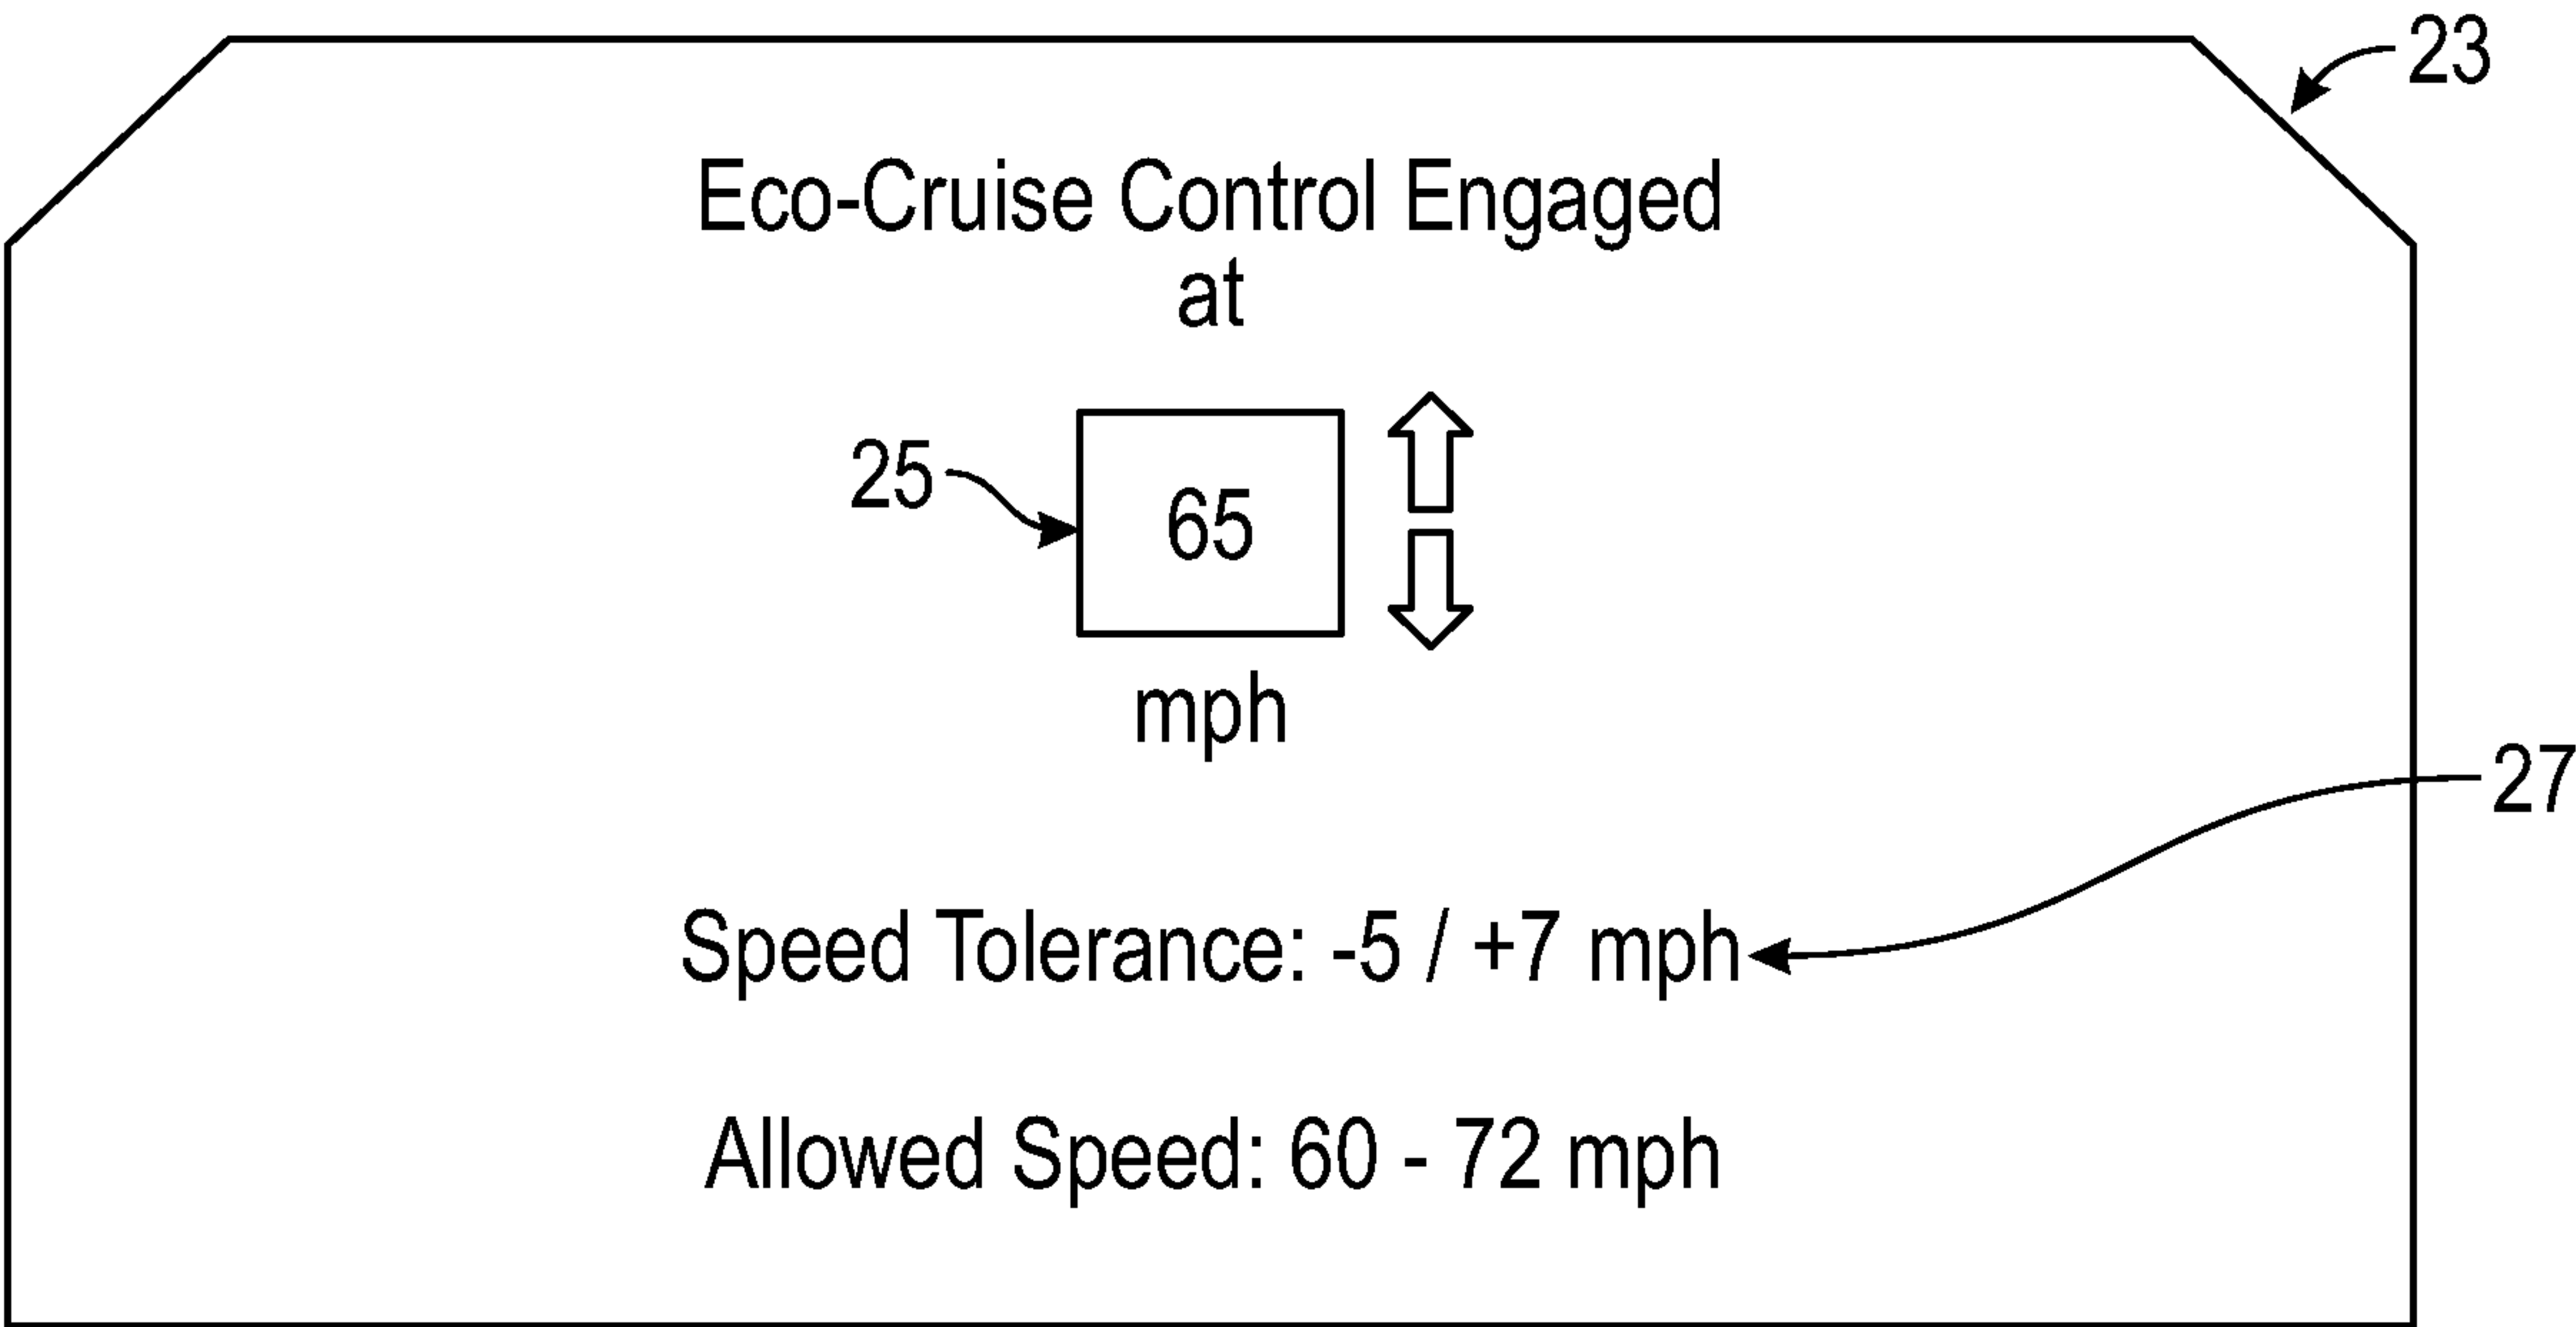 23
Eco-Cruise Control Engaged
at
25
65
mph
27
Speed Tolerance: -5 / +7 mph
Allowed Speed: 60 - 72 mph